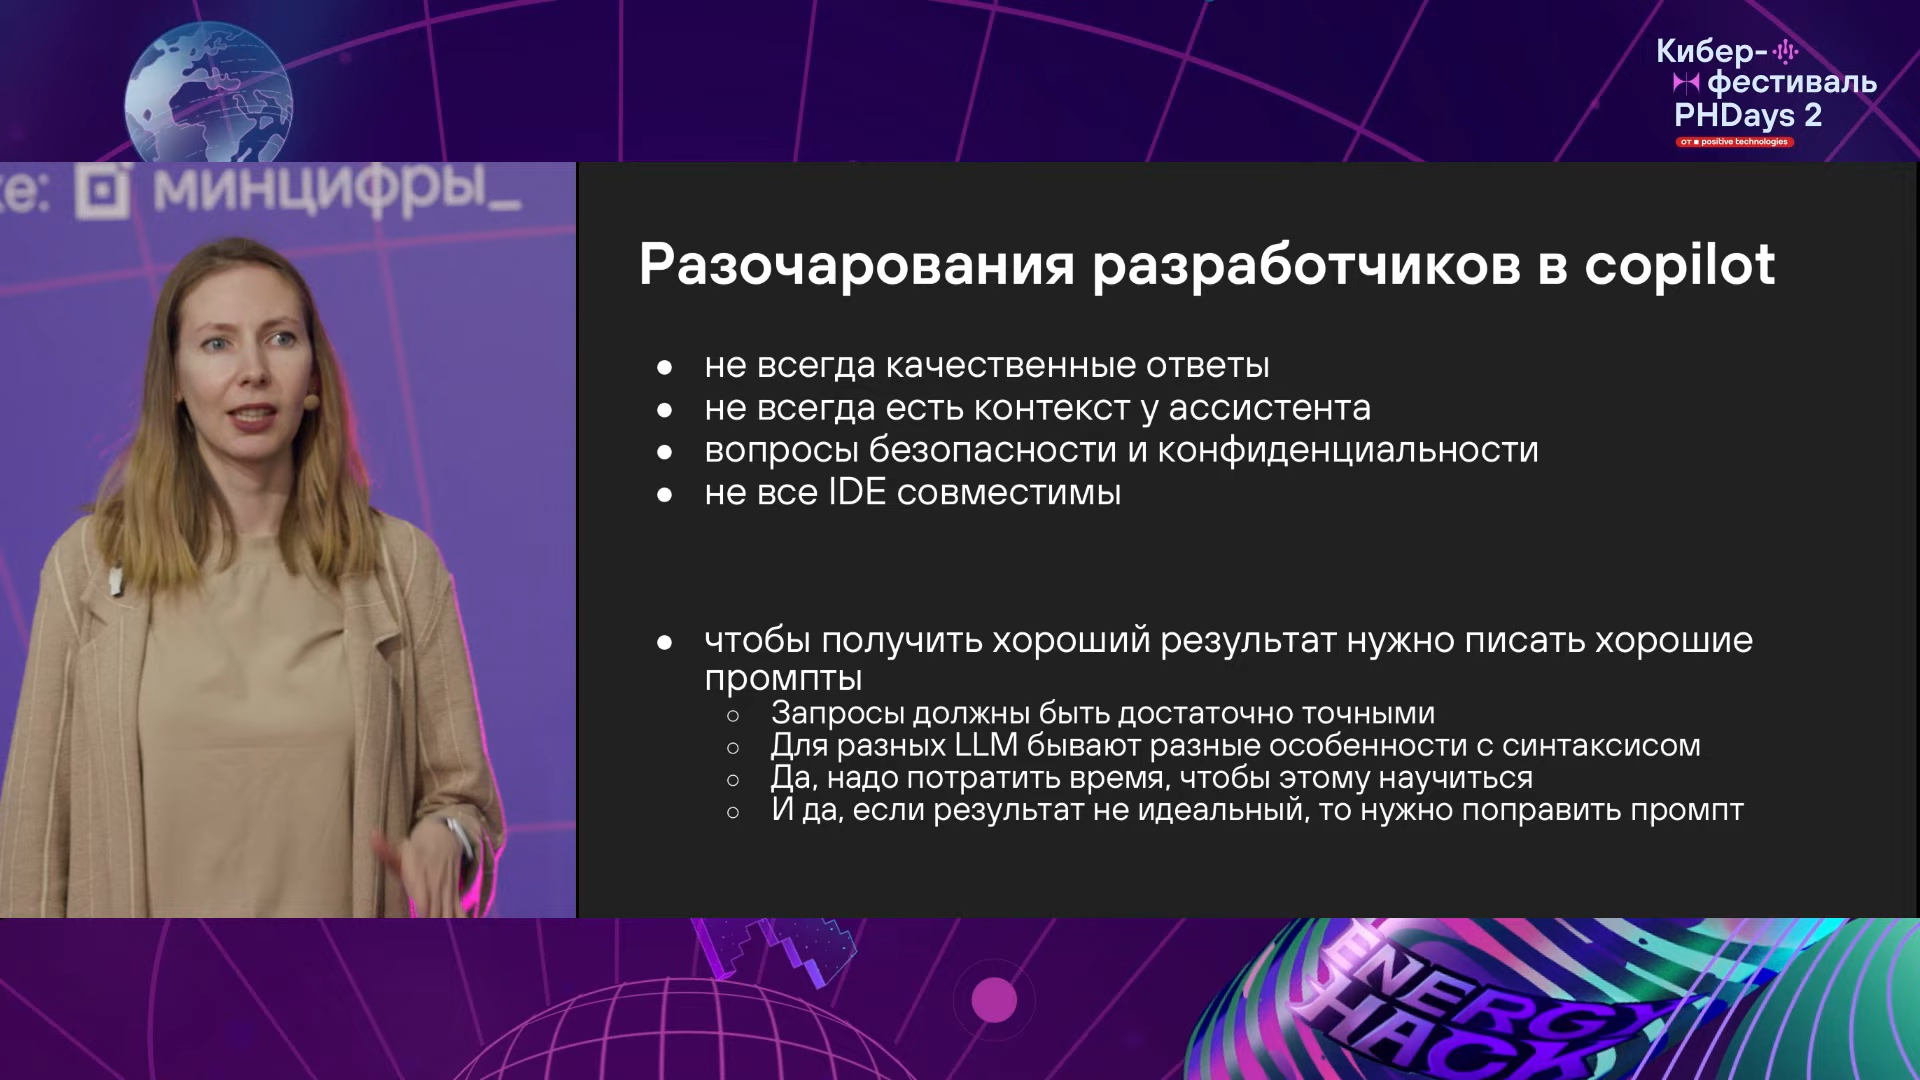 Кибер-
фестиваль
PHDays 2
от positive technologies
ке: минцифры_
Разочарования разработчиков в copilot
● не всегда качественные ответы
● не всегда есть контекст у ассистента
● вопросы безопасности и конфиденциальности
● не все IDE совместимы
● чтобы получить хороший результат нужно писать хорошие
промпты
○ Запросы должны быть достаточно точными
○ Для разных LLM бывают разные особенности с синтаксисом
○ Да, надо потратить время, чтобы этому научиться
○ И да, если результат не идеальный, то нужно поправить промпт
ENERGY
HACK